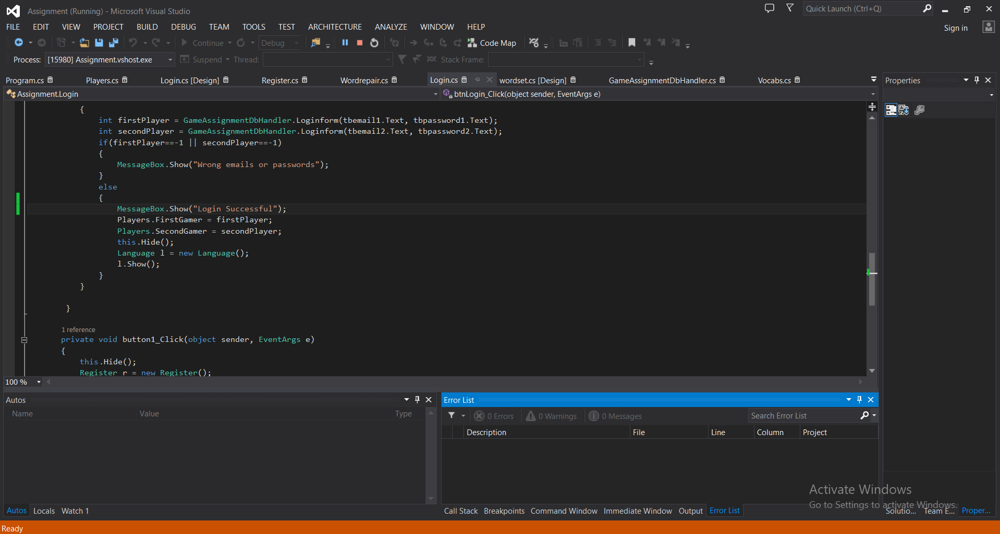 Assignment (Running) - Microsoft Visual Studio
Quick Launch (Ctrl+Q)
FILE EDIT VIEW PROJECT BUILD DEBUG TEAM TOOLS TEST ARCHITECTURE ANALYZE WINDOW HELP
Sign in
Continue Debug Code Map
Process: [15980] Assignment.vshost.exe Suspend Thread: Stack Frame:
Program.cs Players.cs Login.cs [Design] Register.cs Wordrepair.cs Login.cs wordset.cs [Design] GameAssignmentDbHandler.cs Vocabs.cs
Properties
Assignment.Login btnLogin_Click(object sender, EventArgs e)
{
int firstPlayer = GameAssignmentDbHandler.Loginform(tbemail1.Text, tbpassword1.Text);
int secondPlayer = GameAssignmentDbHandler.Loginform(tbemail2.Text, tbpassword2.Text);
if(firstPlayer==-1 || secondPlayer==-1)
{
MessageBox.Show("Wrong emails or passwords");
}
else
{
MessageBox.Show("Login Successful");
Players.FirstGamer = firstPlayer;
Players.SecondGamer = secondPlayer;
this.Hide();
Language l = new Language();
l.Show();
}
}
}
1 reference
private void button1_Click(object sender, EventArgs e)
{
this.Hide();
Register r = new Register();
100 %
Autos
Name Value Type
Error List
0 Errors 0 Warnings 0 Messages
Search Error List
Description File Line Column Project
Activate Windows
Go to Settings to activate Windows.
Autos Locals Watch 1
Call Stack Breakpoints Command Window Immediate Window Output Error List
Solutio... Team E... Proper...
Ready